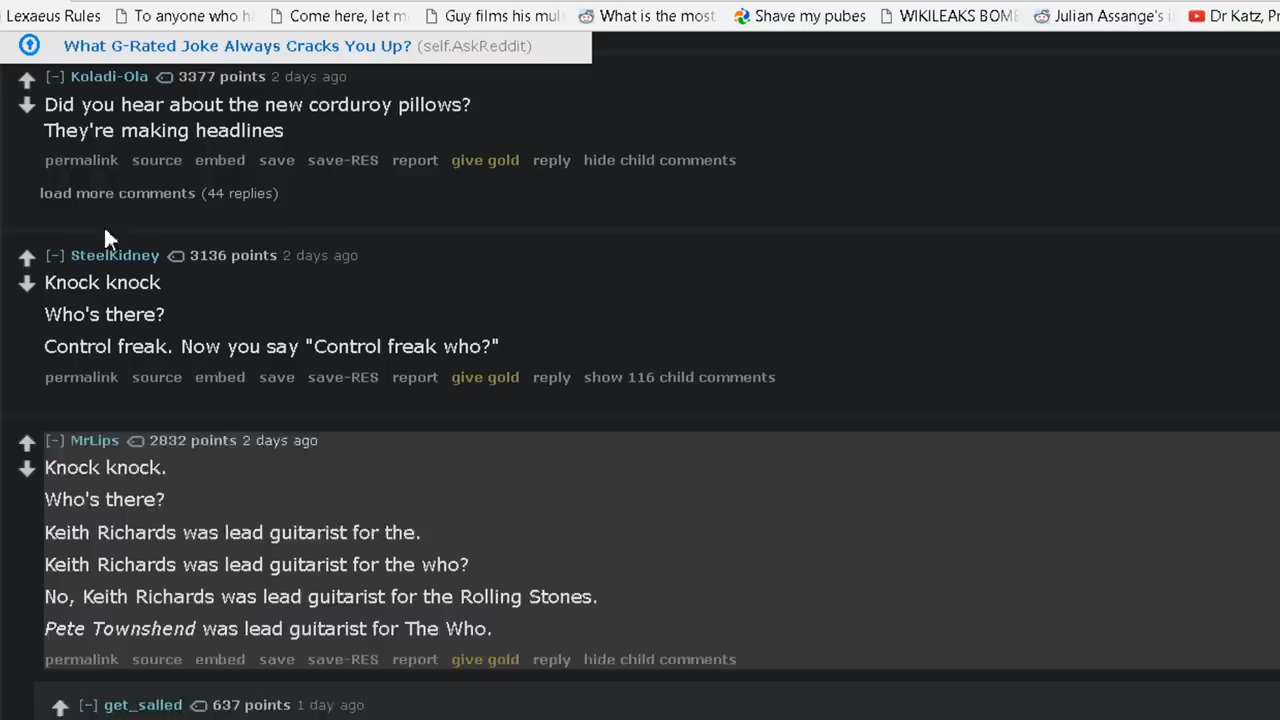 Lexaeus Rules To anyone who h Come here, let m Guy films his mul What is the most Shave my pubes WIKILEAKS BOME Julian Assange's i Dr Katz, Pr
What G-Rated Joke Always Cracks You Up? (self.AskReddit)
[-] Koladi-Ola 3377 points 2 days ago
Did you hear about the new corduroy pillows?
They're making headlines
permalink source embed save save-RES report give gold reply hide child comments
load more comments (44 replies)
[-] SteelKidney 3136 points 2 days ago
Knock knock
Who's there?
Control freak. Now you say "Control freak who?"
permalink source embed save save-RES report give gold reply show 116 child comments
[-] MrLips 2832 points 2 days ago
Knock knock.
Who's there?
Keith Richards was lead guitarist for the.
Keith Richards was lead guitarist for the who?
No, Keith Richards was lead guitarist for the Rolling Stones.
Pete Townshend was lead guitarist for The Who.
permalink source embed save save-RES report give gold reply hide child comments
[-] get_salled 637 points 1 day ago